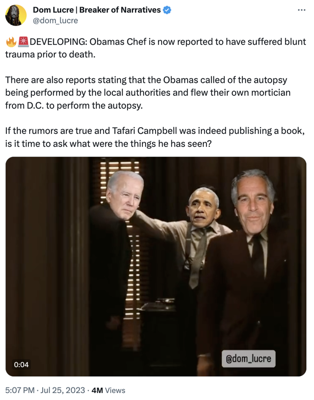 Dom Lucre | Breaker of Narratives
@dom_lucre
🔥🚨DEVELOPING: Obamas Chef is now reported to have suffered blunt
trauma prior to death.
There are also reports stating that the Obamas called of the autopsy
being performed by the local authorities and flew their own mortician
from D.C. to perform the autopsy.
If the rumors are true and Tafari Campbell was indeed publishing a book,
is it time to ask what were the things he has seen?
@dom_lucre
0:04
5:07 PM · Jul 25, 2023 · 4M Views